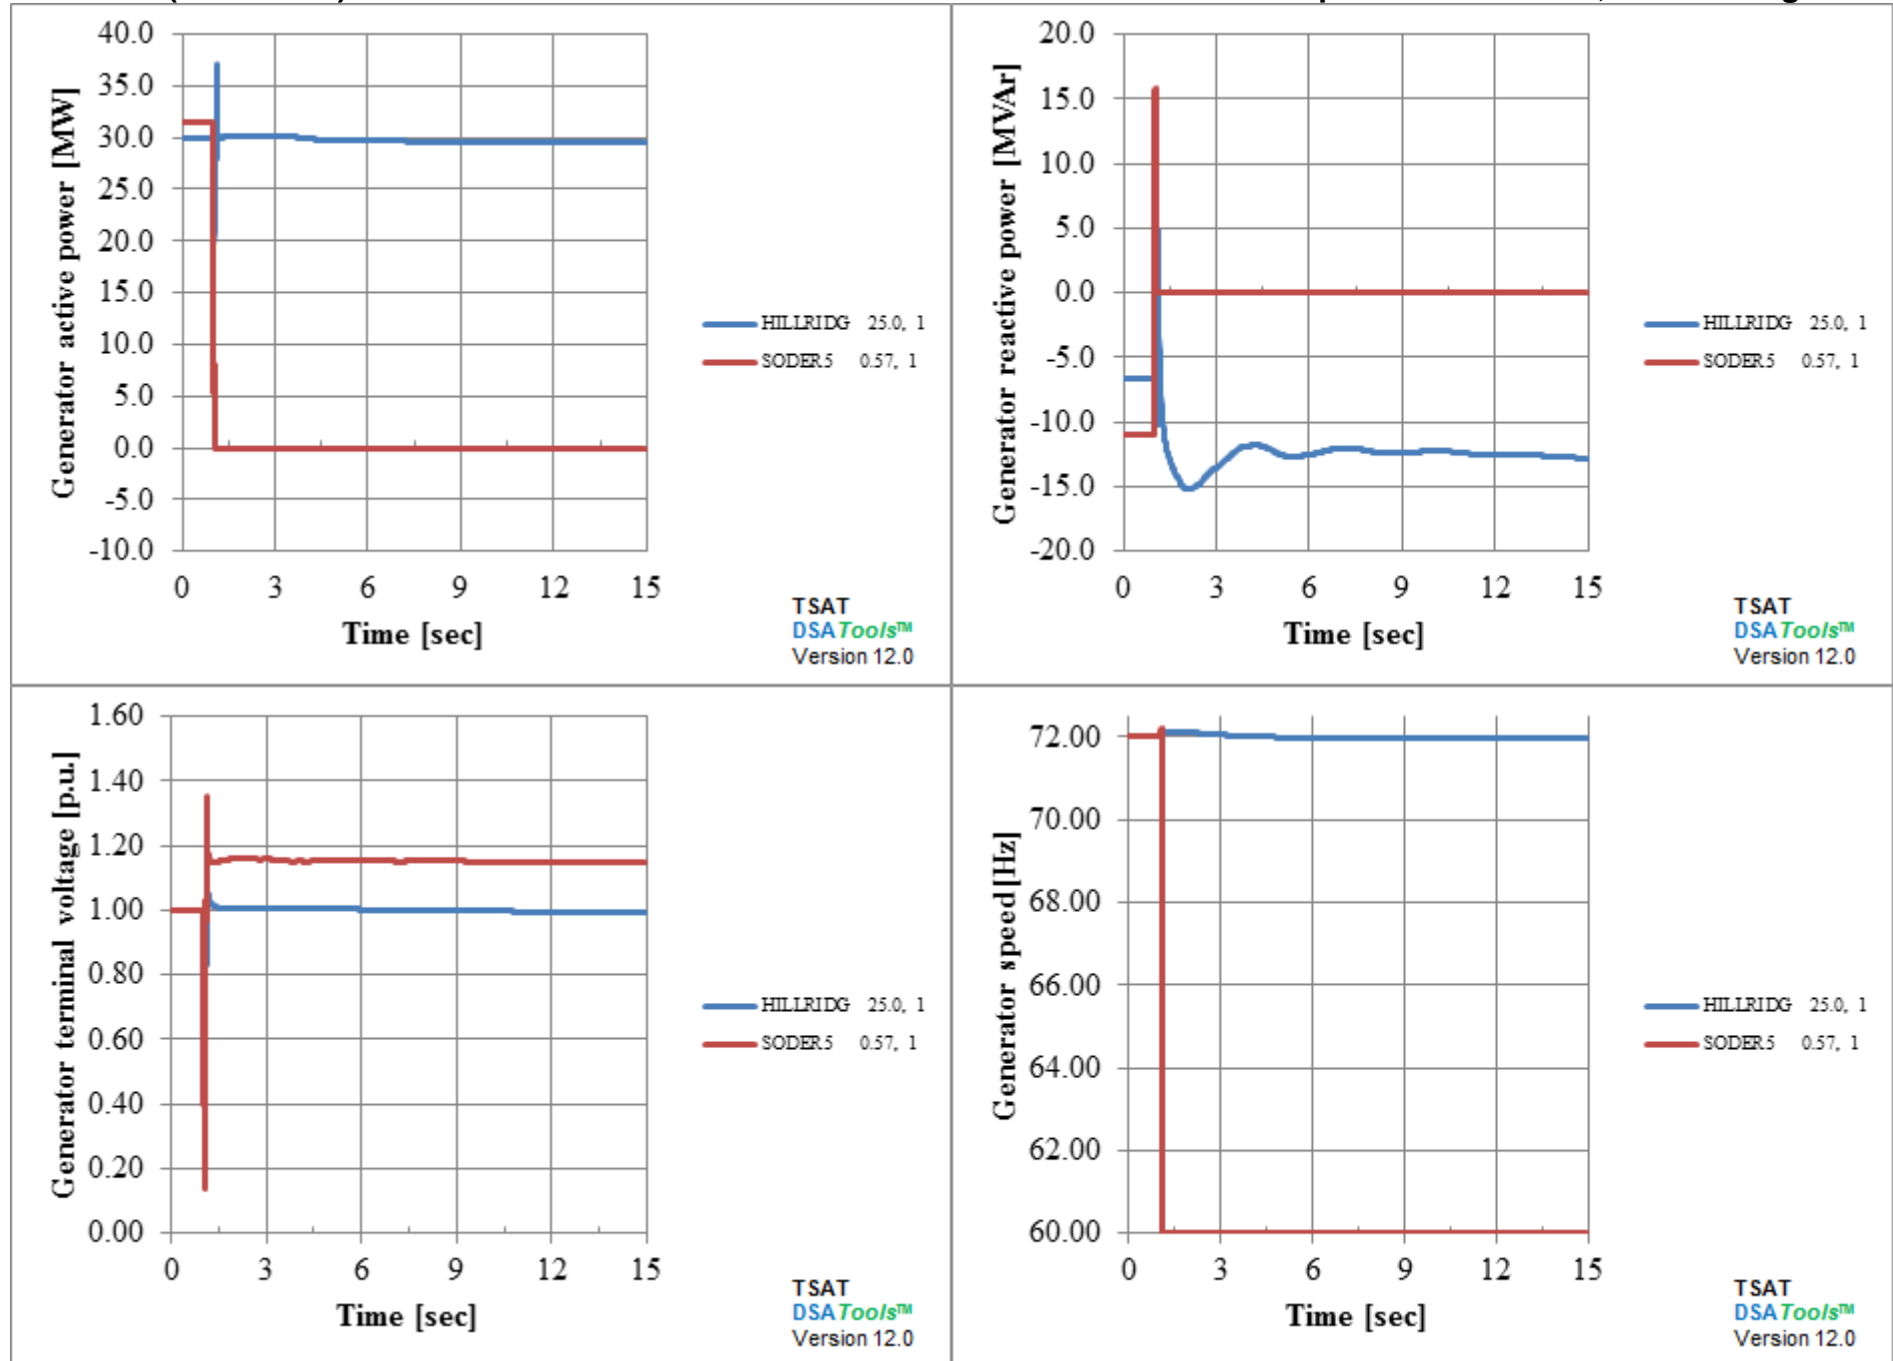 40.0
35.0
30.0
25.0
20.0
15.0
10.0
5.0
0.0
-5.0
-10.0
Generator active power [MW]
0 3 6 9 12 15
Time [sec]
HILLRIDG 25.0, 1
SODER5 0.57, 1
TSAT
DSATools™
Version 12.0
20.0
15.0
10.0
5.0
0.0
-5.0
-10.0
-15.0
-20.0
Generator reactive power [MVAr]
0 3 6 9 12 15
Time [sec]
HILLRIDG 25.0, 1
SODER5 0.57, 1
TSAT
DSATools™
Version 12.0
1.60
1.40
1.20
1.00
0.80
0.60
0.40
0.20
0.00
Generator terminal voltage [p.u.]
0 3 6 9 12 15
Time [sec]
HILLRIDG 25.0, 1
SODER5 0.57, 1
TSAT
DSATools™
Version 12.0
72.00
70.00
68.00
66.00
64.00
62.00
60.00
Generator speed[Hz]
0 3 6 9 12 15
Time [sec]
HILLRIDG 25.0, 1
SODER5 0.57, 1
TSAT
DSATools™
Version 12.0